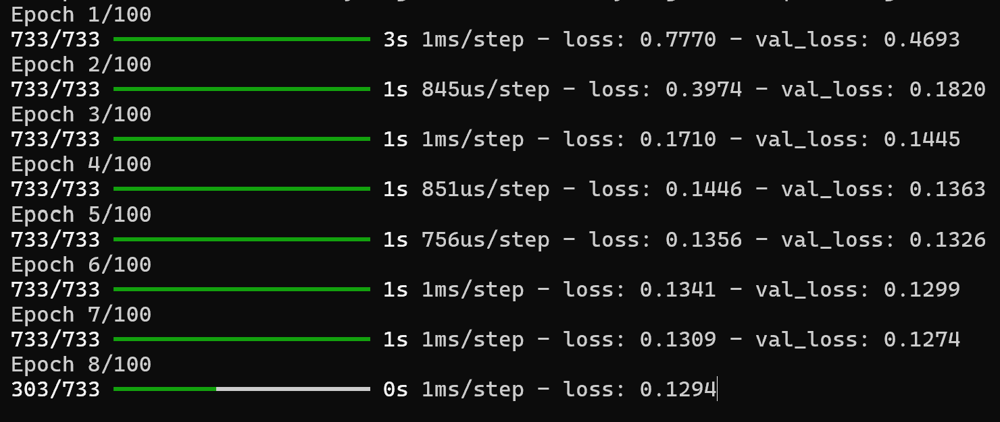 Epoch 1/100
733/733 3s 1ms/step - loss: 0.7770 - val_loss: 0.4693
Epoch 2/100
733/733 1s 845us/step - loss: 0.3974 - val_loss: 0.1820
Epoch 3/100
733/733 1s 1ms/step - loss: 0.1710 - val_loss: 0.1445
Epoch 4/100
733/733 1s 851us/step - loss: 0.1446 - val_loss: 0.1363
Epoch 5/100
733/733 1s 756us/step - loss: 0.1356 - val_loss: 0.1326
Epoch 6/100
733/733 1s 1ms/step - loss: 0.1341 - val_loss: 0.1299
Epoch 7/100
733/733 1s 1ms/step - loss: 0.1309 - val_loss: 0.1274
Epoch 8/100
303/733 0s 1ms/step - loss: 0.1294